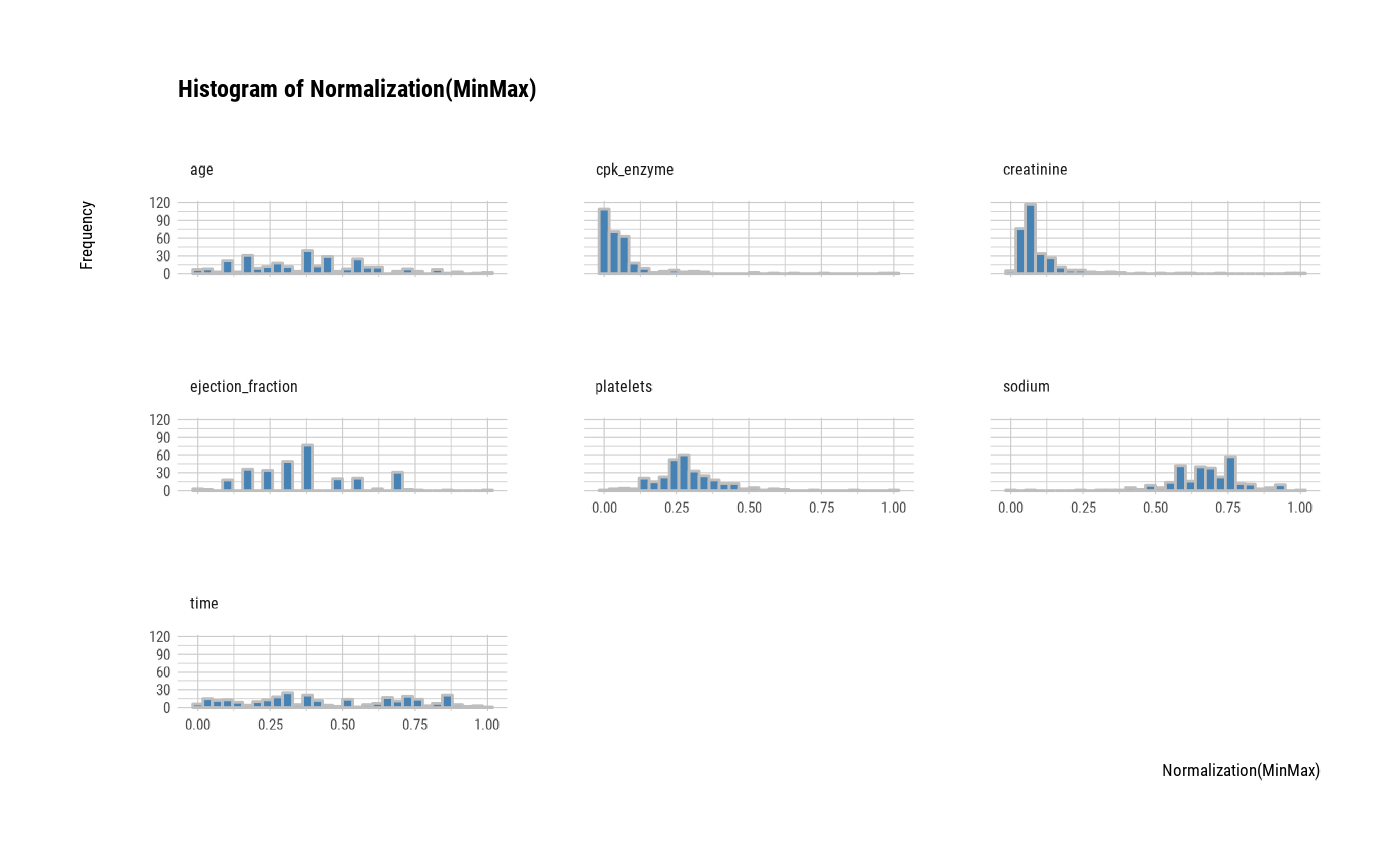 Histogram of Normalization(MinMax)
Frequency
age
120
90
60
30
0
cpk_enzyme
creatinine
ejection_fraction
120
90
60
30
0
platelets
0.00 0.25 0.50 0.75 1.00
sodium
0.00 0.25 0.50 0.75 1.00
time
120
90
60
30
0
0.00 0.25 0.50 0.75 1.00
Normalization(MinMax)